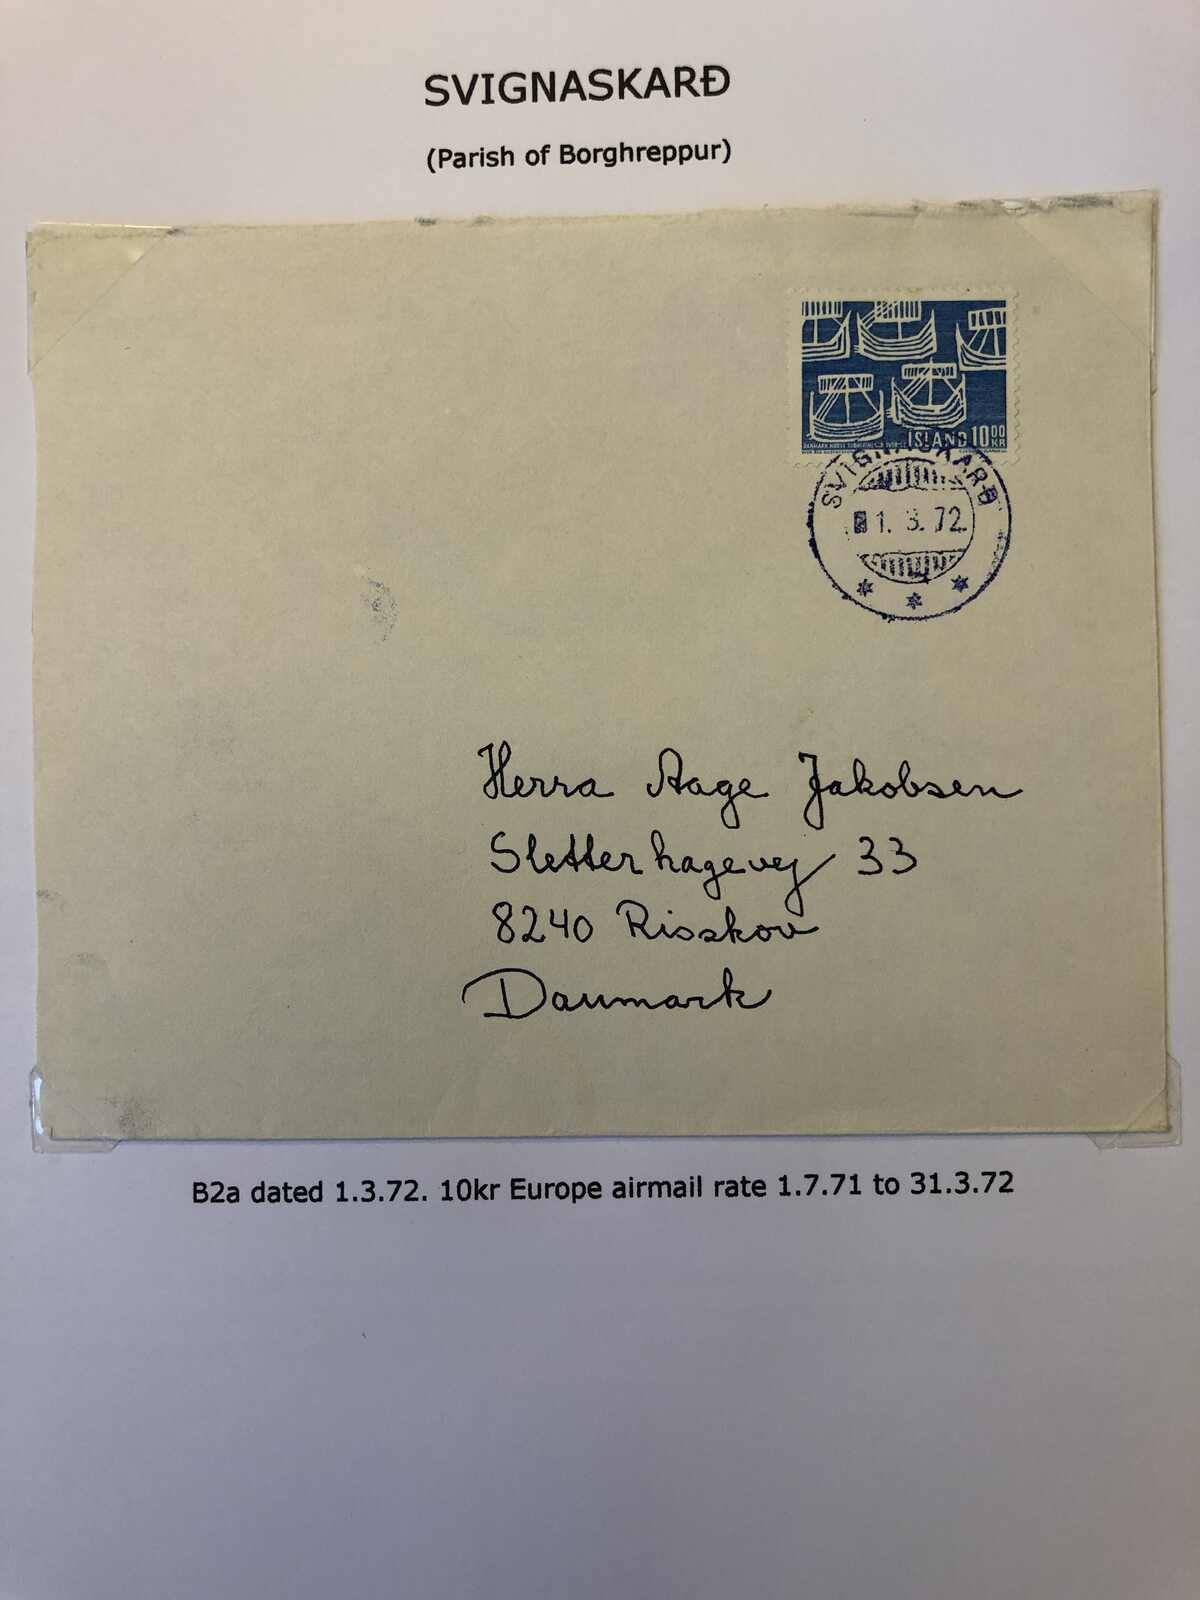 SVIGNASKARÐ
(Parish of Borghreppur)
ÍSLAND 10 00 KR
SVIGNASKARÐ
1. 3. 72
Herra Aage Jakobsen
Sletterhagevej 33
8240 Risskov
Danmark
B2a dated 1.3.72. 10kr Europe airmail rate 1.7.71 to 31.3.72